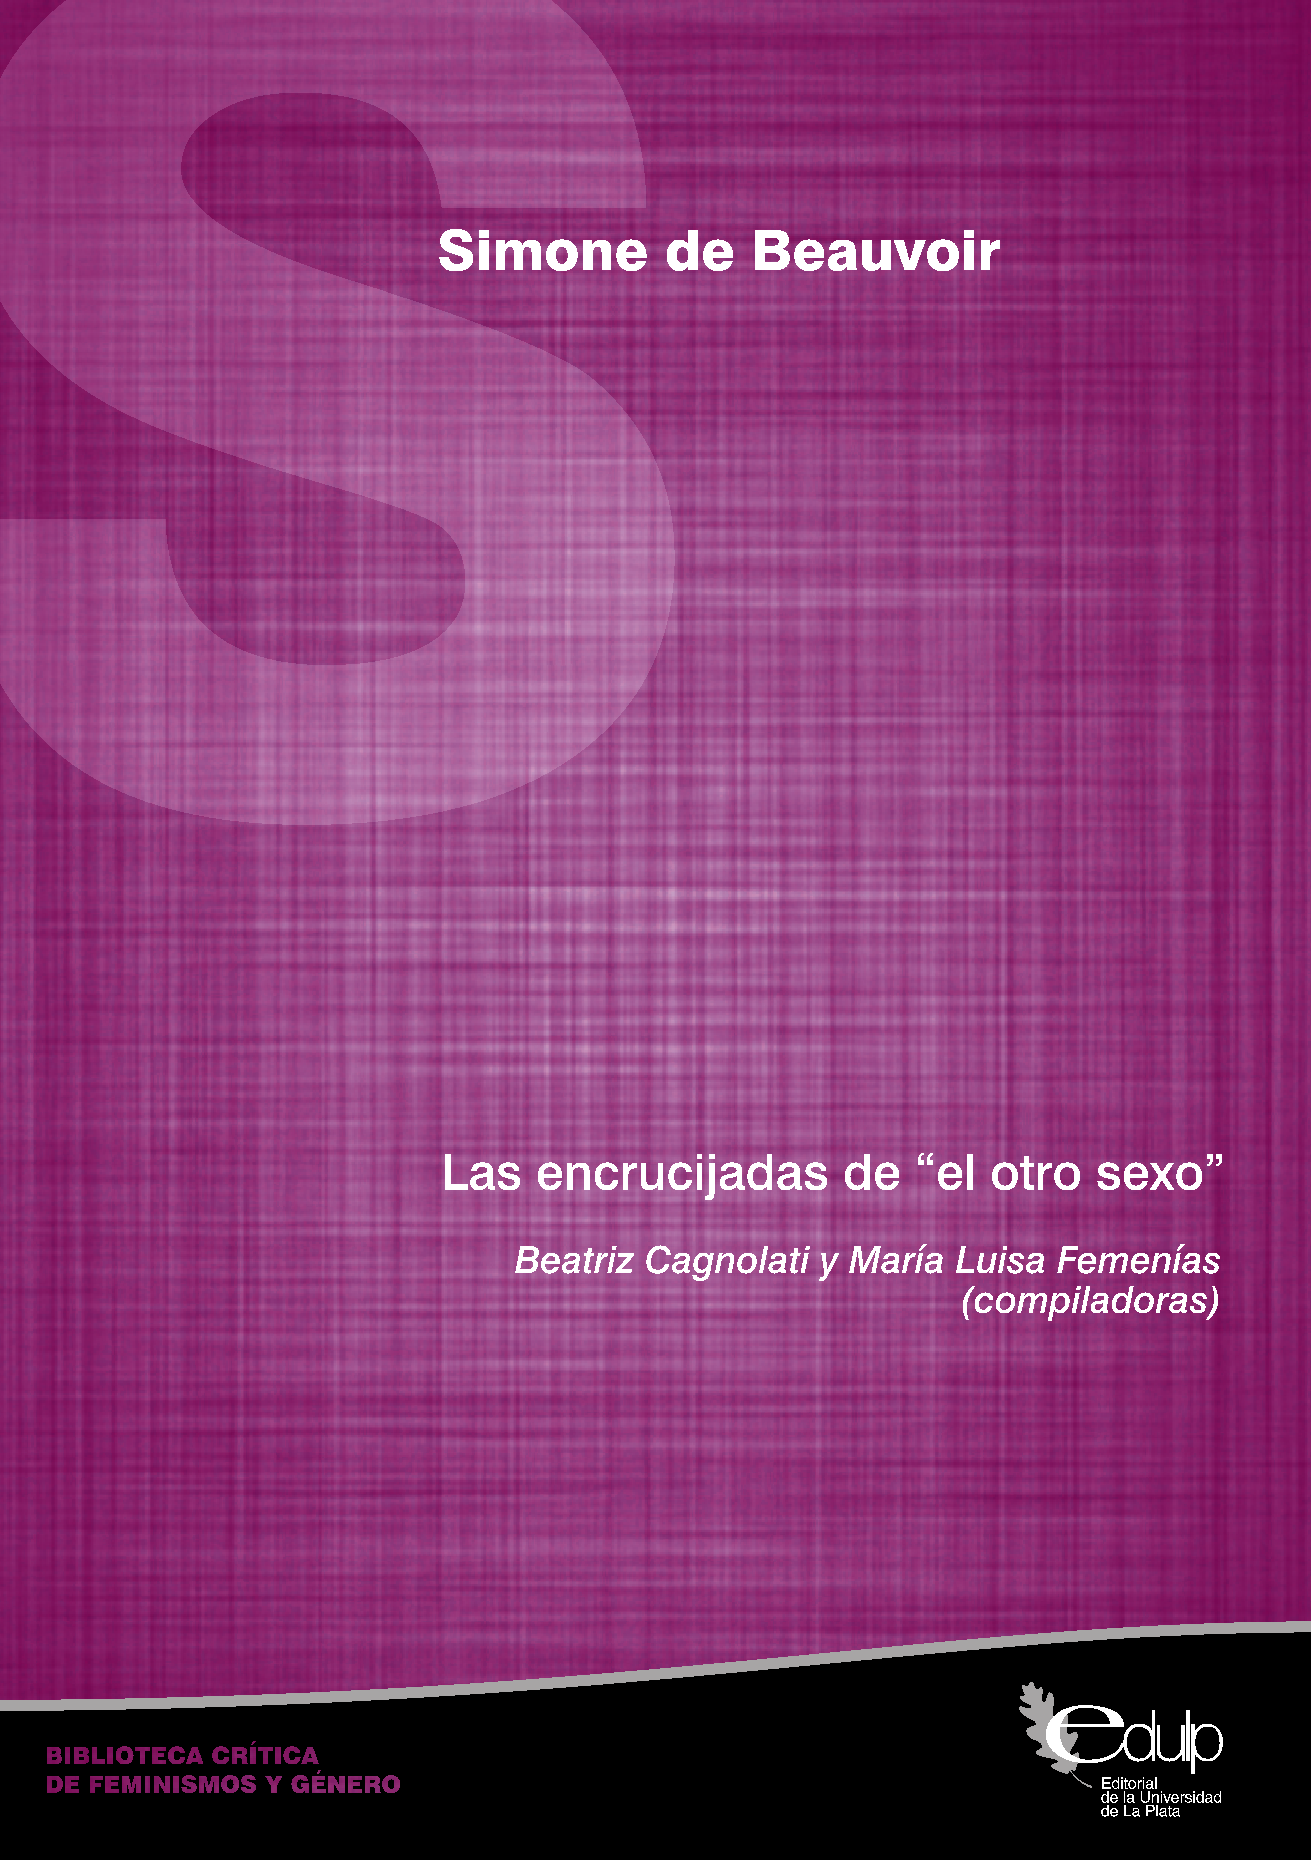 Simone de Beauvoir
Las encrucijadas de “el otro sexo”
Beatriz Cagnolati y María Luisa Femenías
(compiladoras)
BIBLIOTECA CRÍTICA
DE FEMINISMOS Y GÉNERO
edulp
Editorial
de la Universidad
de La Plata